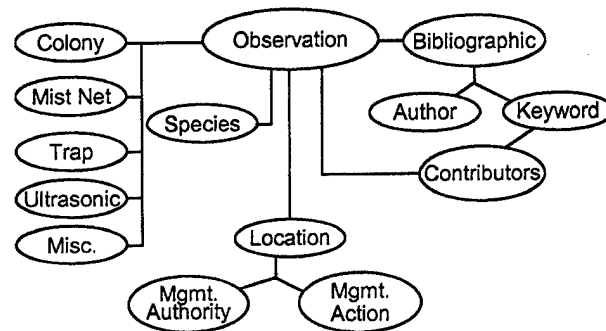 Colony
Observation
Bibliographic
Mist Net
Author
Keyword
Species
Trap
Contributors
Ultrasonic
Misc.
Location
Mgmt.
Authority
Mgmt.
Action